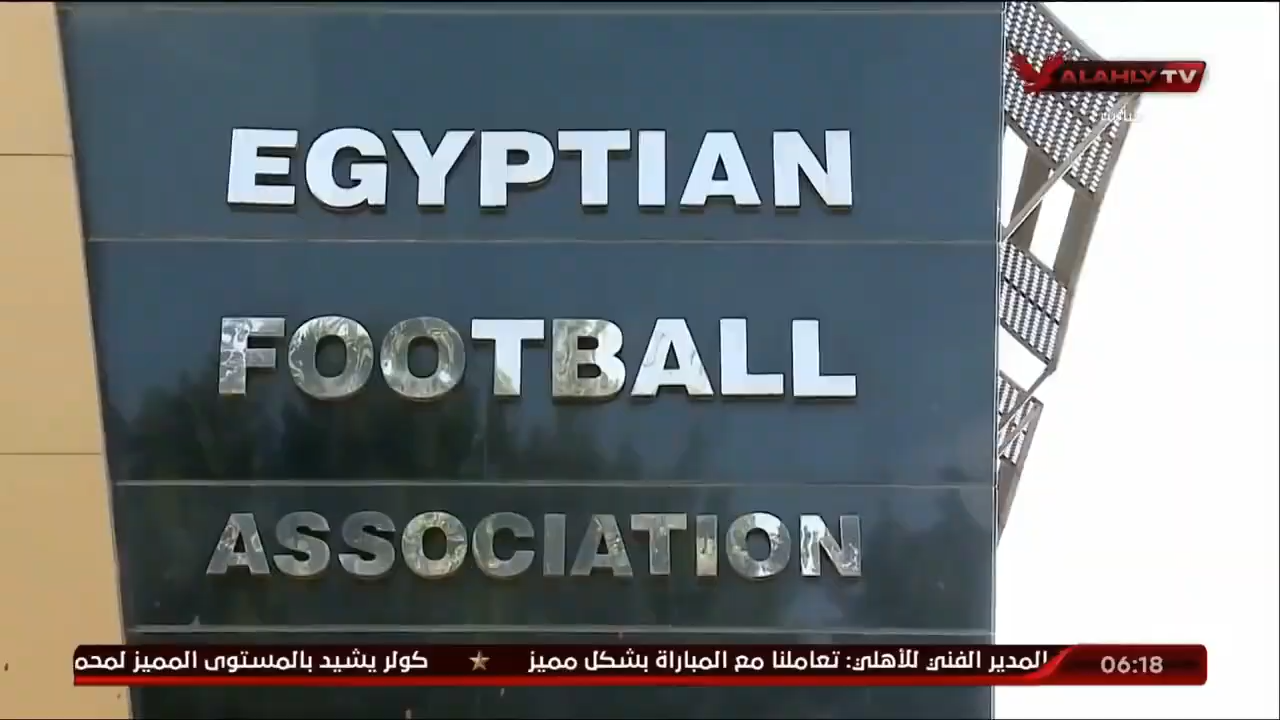 ALAHLY TV
EGYPTIAN
FOOTBALL
ASSOCIATION
المدير الفني للأهلي: تعاملنا مع المباراة بشكل مميز ★ كولر يشيد بالمستوى المميز لمحم
06:18